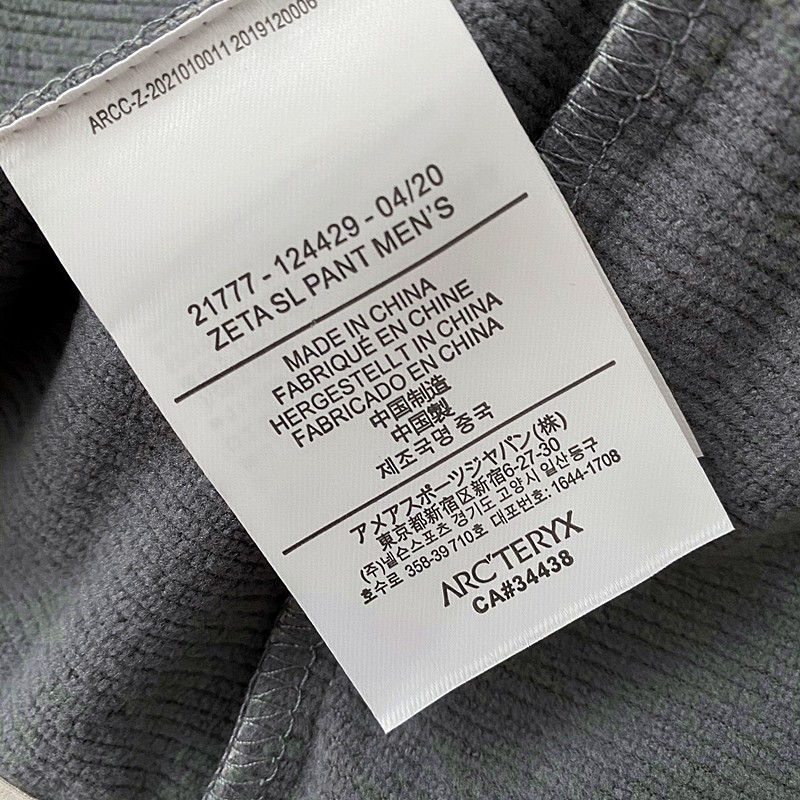 ARCC-Z-2021010011 2019120006
21777 - 124429 - 04/20
ZETA SL PANT MEN'S
MADE IN CHINA
FABRIQUÉ EN CHINE
HERGESTELLT IN CHINA
FABRICADO EN CHINA
中国制造
中国製
제조국명 중국
アメアスポーツジャパン(株)
東京都新宿区新宿6-27-30
(주)넬슨스포츠 경기도 고양시 일산동구
호수로 358-39 710호 대표번호: 1644-1708
ARC'TERYX
CA#34438